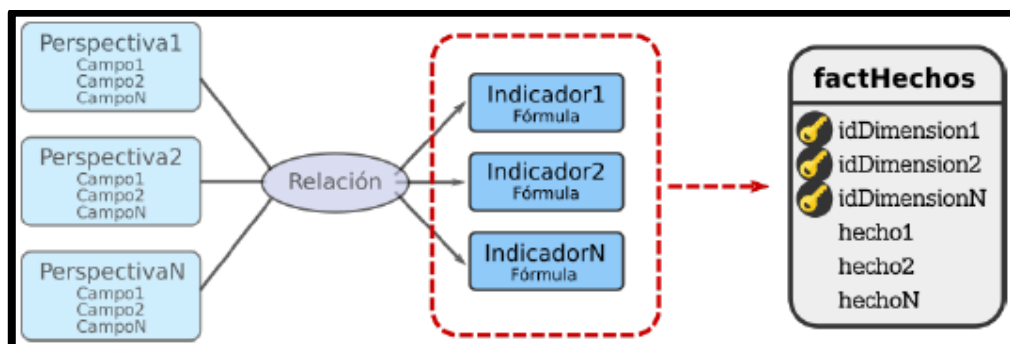 Perspectiva1
Campo1
Campo2
CampoN
Perspectiva2
Campo1
Campo2
CampoN
PerspectivaN
Campo1
Campo2
CampoN
Relación
Indicador1
Fórmula
Indicador2
Fórmula
IndicadorN
Fórmula
factHechos
idDimension1
idDimension2
idDimensionN
hecho1
hecho2
hechoN